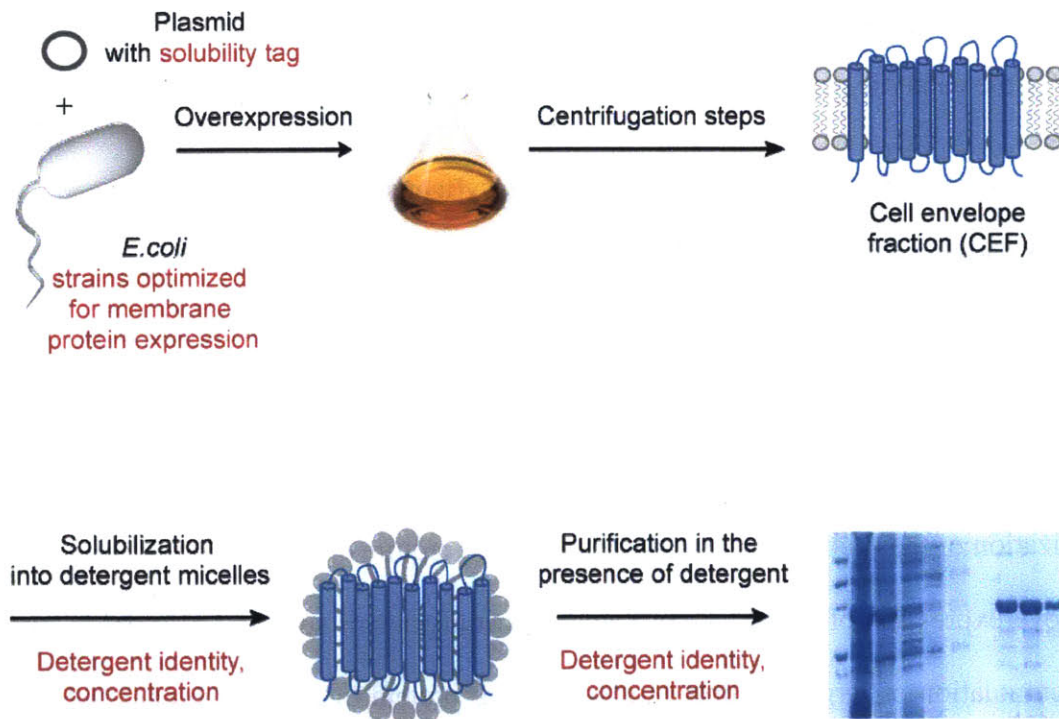 Plasmid
with solubility tag
+
Overexpression
Centrifugation steps
E.coli
strains optimized
for membrane
protein expression
Cell envelope
fraction (CEF)
Solubilization
into detergent micelles
Detergent identity,
concentration
Purification in the
presence of detergent
Detergent identity,
concentration